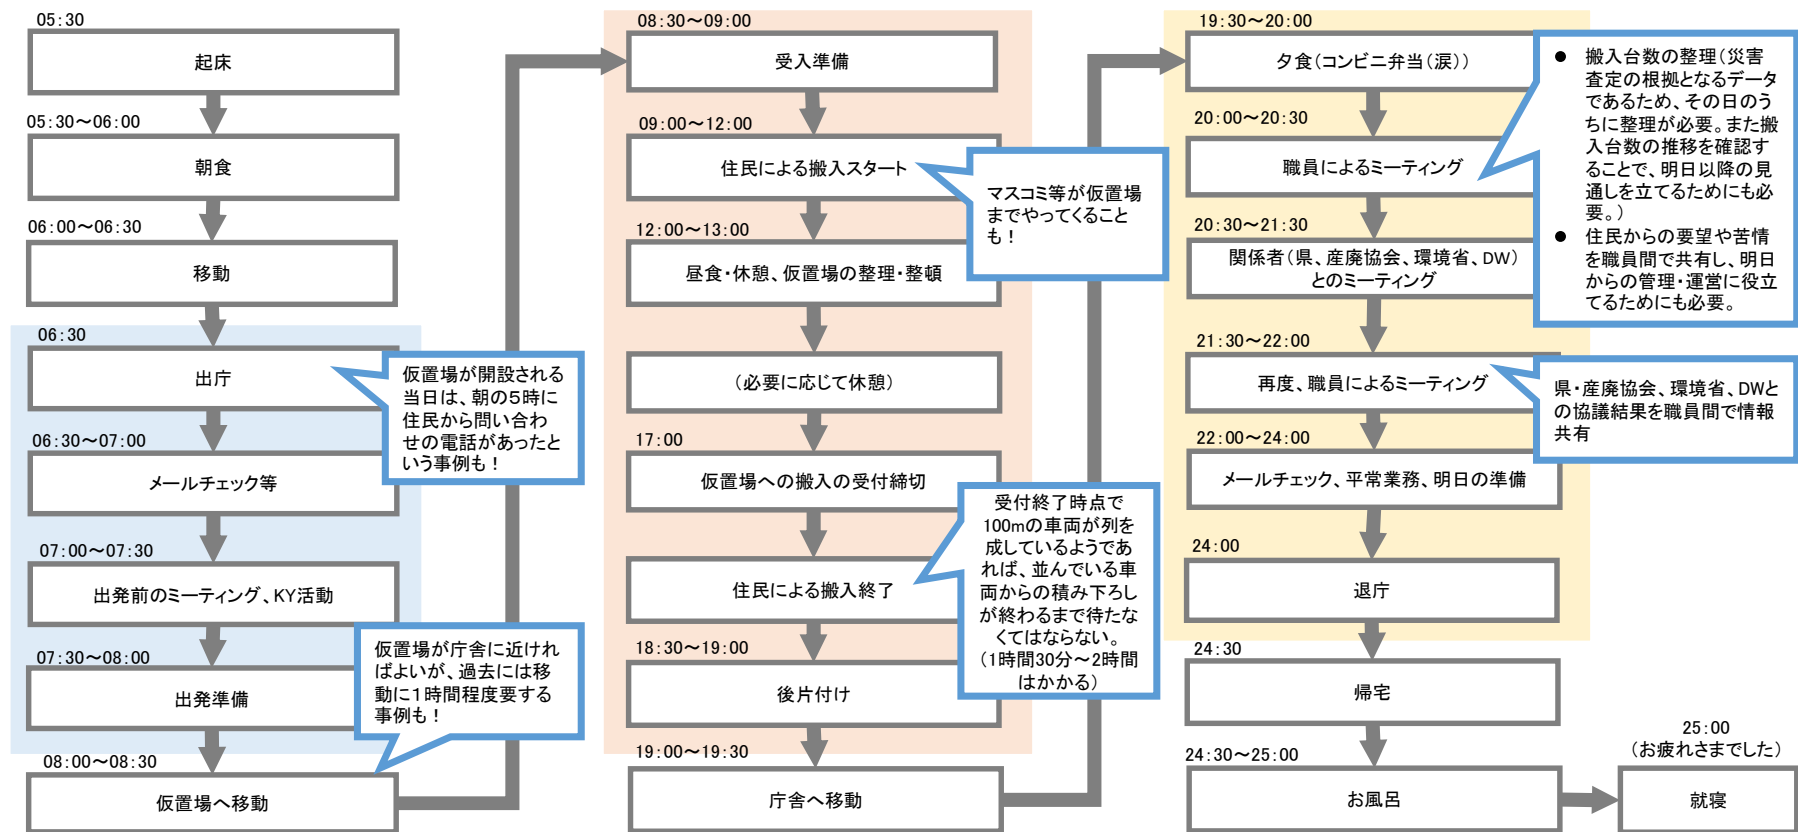 05:30
起床
05:30～06:00
朝食
06:00～06:30
移動
06:30
出庁
仮置場が開設される
当日は、朝の５時に
住民から問い合わ
せの電話があったと
いう事例も！
06:30～07:00
メールチェック等
07:00～07:30
出発前のミーティング、KY活動
07:30～08:00
出発準備
仮置場が庁舎に近けれ
ばよいが、過去には移
動に１時間程度要する
事例も！
08:00～08:30
仮置場へ移動
08:30～09:00
受入準備
09:00～12:00
住民による搬入スタート
マスコミ等が仮置場
までやってくること
も！
12:00～13:00
昼食・休憩、仮置場の整理・整頓
（必要に応じて休憩）
17:00
仮置場への搬入の受付締切
住民による搬入終了
受付終了時点で
100mの車両が列を
成しているようであ
れば、並んでいる車
両からの積み下ろし
が終わるまで待たな
くてはならない。
（1時間30分～2時間
はかかる）
18:30～19:00
後片付け
19:00～19:30
庁舎へ移動
19:30～20:00
夕食（コンビニ弁当（涙））
20:00～20:30
職員によるミーティング
● 搬入台数の整理（災害
査定の根拠となるデータ
であるため、その日のう
ちに整理が必要。また搬
入台数の推移を確認す
ることで、明日以降の見
通しを立てるためにも必
要。）
● 住民からの要望や苦情
を職員間で共有し、明日
からの管理・運営に役立
てるためにも必要。
20:30～21:30
関係者（県、産廃協会、環境省、DW）
とのミーティング
21:30～22:00
再度、職員によるミーティング
県・産廃協会、環境省、DWと
の協議結果を職員間で情報
共有
22:00～24:00
メールチェック、平常業務、明日の準備
24:00
退庁
24:30
帰宅
24:30～25:00
お風呂
25:00
（お疲れさまでした）
就寝